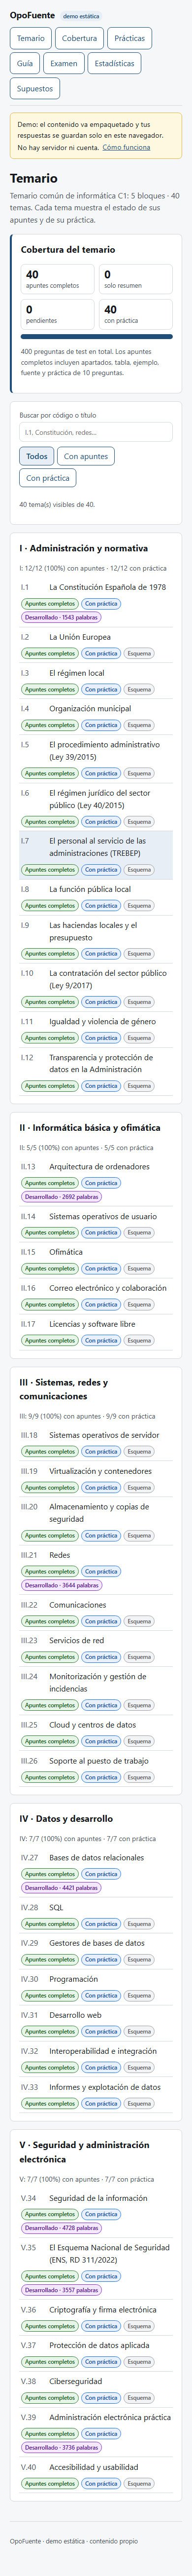 OpoFuente demo estática
Temario Cobertura Prácticas
Guía Examen Estadísticas
Supuestos
Demo: el contenido va empaquetado y tus
respuestas se guardan solo en este navegador.
No hay servidor ni cuenta. Cómo funciona
Temario
Temario común de informática C1: 5 bloques · 40
temas. Cada tema muestra el estado de sus
apuntes y de su práctica.
Cobertura del temario
40 0
apuntes completos solo resumen
0 40
pendientes con práctica
400 preguntas de test en total. Los apuntes
completos incluyen apartados, tabla, ejemplo,
fuente y práctica de 10 preguntas.
Buscar por código o título
I.1, Constitución, redes...
Todos Con apuntes
Con práctica
40 tema(s) visibles de 40.
I · Administración y normativa
I: 12/12 (100%) con apuntes · 12/12 con práctica
I.1 La Constitución Española de 1978
Apuntes completos Con práctica
Desarrollado · 1543 palabras
I.2 La Unión Europea
Apuntes completos Con práctica Esquema
I.3 El régimen local
Apuntes completos Con práctica Esquema
I.4 Organización municipal
Apuntes completos Con práctica Esquema
I.5 El procedimiento administrativo
(Ley 39/2015)
Apuntes completos Con práctica Esquema
I.6 El régimen jurídico del sector
público (Ley 40/2015)
Apuntes completos Con práctica Esquema
I.7 El personal al servicio de las
administraciones (TREBEP)
Apuntes completos Con práctica Esquema
I.8 La función pública local
Apuntes completos Con práctica Esquema
I.9 Las haciendas locales y el
presupuesto
Apuntes completos Con práctica Esquema
I.10 La contratación del sector público
(Ley 9/2017)
Apuntes completos Con práctica Esquema
I.11 Igualdad y violencia de género
Apuntes completos Con práctica Esquema
I.12 Transparencia y protección de
datos en la Administración
Apuntes completos Con práctica Esquema
II · Informática básica y ofimática
II: 5/5 (100%) con apuntes · 5/5 con práctica
II.13 Arquitectura de ordenadores
Apuntes completos Con práctica
Desarrollado · 2692 palabras
II.14 Sistemas operativos de usuario
Apuntes completos Con práctica Esquema
II.15 Ofimática
Apuntes completos Con práctica Esquema
II.16 Correo electrónico y colaboración
Apuntes completos Con práctica Esquema
II.17 Licencias y software libre
Apuntes completos Con práctica Esquema
III · Sistemas, redes y
comunicaciones
III: 9/9 (100%) con apuntes · 9/9 con práctica
III.18 Sistemas operativos de servidor
Apuntes completos Con práctica Esquema
III.19 Virtualización y contenedores
Apuntes completos Con práctica Esquema
III.20 Almacenamiento y copias de
seguridad
Apuntes completos Con práctica Esquema
III.21 Redes
Apuntes completos Con práctica
Desarrollado · 3644 palabras
III.22 Comunicaciones
Apuntes completos Con práctica Esquema
III.23 Servicios de red
Apuntes completos Con práctica Esquema
III.24 Monitorización y gestión de
incidencias
Apuntes completos Con práctica Esquema
III.25 Cloud y centros de datos
Apuntes completos Con práctica Esquema
III.26 Soporte al puesto de trabajo
Apuntes completos Con práctica Esquema
IV · Datos y desarrollo
IV: 7/7 (100%) con apuntes · 7/7 con práctica
IV.27 Bases de datos relacionales
Apuntes completos Con práctica
Desarrollado · 4421 palabras
IV.28 SQL
Apuntes completos Con práctica Esquema
IV.29 Gestores de bases de datos
Apuntes completos Con práctica Esquema
IV.30 Programación
Apuntes completos Con práctica Esquema
IV.31 Desarrollo web
Apuntes completos Con práctica Esquema
IV.32 Interoperabilidad e integración
Apuntes completos Con práctica Esquema
IV.33 Informes y explotación de datos
Apuntes completos Con práctica Esquema
V · Seguridad y administración
electrónica
V: 7/7 (100%) con apuntes · 7/7 con práctica
V.34 Seguridad de la información
Apuntes completos Con práctica
Desarrollado · 4728 palabras
V.35 El Esquema Nacional de Seguridad
(ENS, RD 311/2022)
Apuntes completos Con práctica
Desarrollado · 3557 palabras
V.36 Criptografía y firma electrónica
Apuntes completos Con práctica Esquema
V.37 Protección de datos aplicada
Apuntes completos Con práctica Esquema
V.38 Ciberseguridad
Apuntes completos Con práctica Esquema
V.39 Administración electrónica práctica
Apuntes completos Con práctica
Desarrollado · 3736 palabras
V.40 Accesibilidad y usabilidad
Apuntes completos Con práctica Esquema
OpoFuente · demo estática · contenido propio